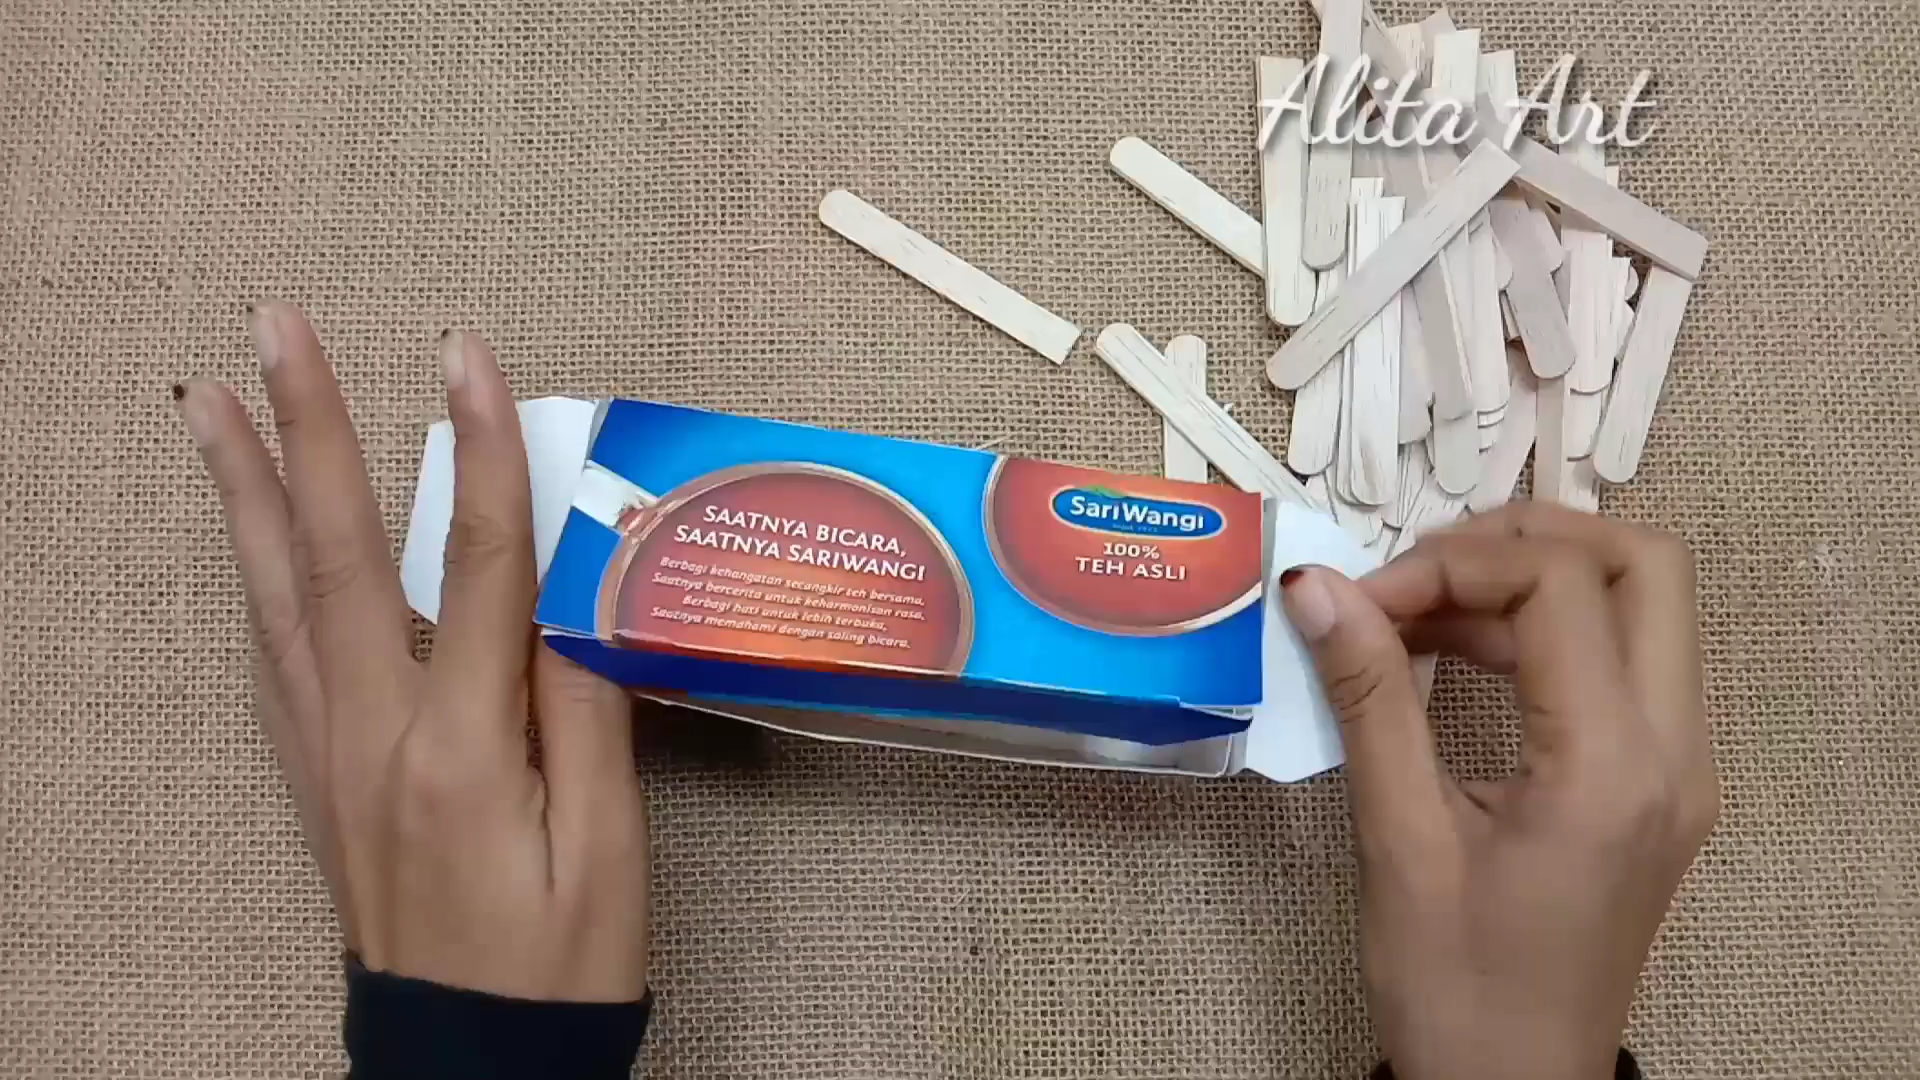 Alita Art
SAATNYA BICARA,
SAATNYA SARIWANGI
Berbagi kehangatan secangkir teh bersama,
Saatnya bercerita untuk keharmonisan rasa,
Berbagi hati untuk lebih terbuka,
Saatnya memahami dengan saling bicara.
SariWangi
100%
TEH ASLI